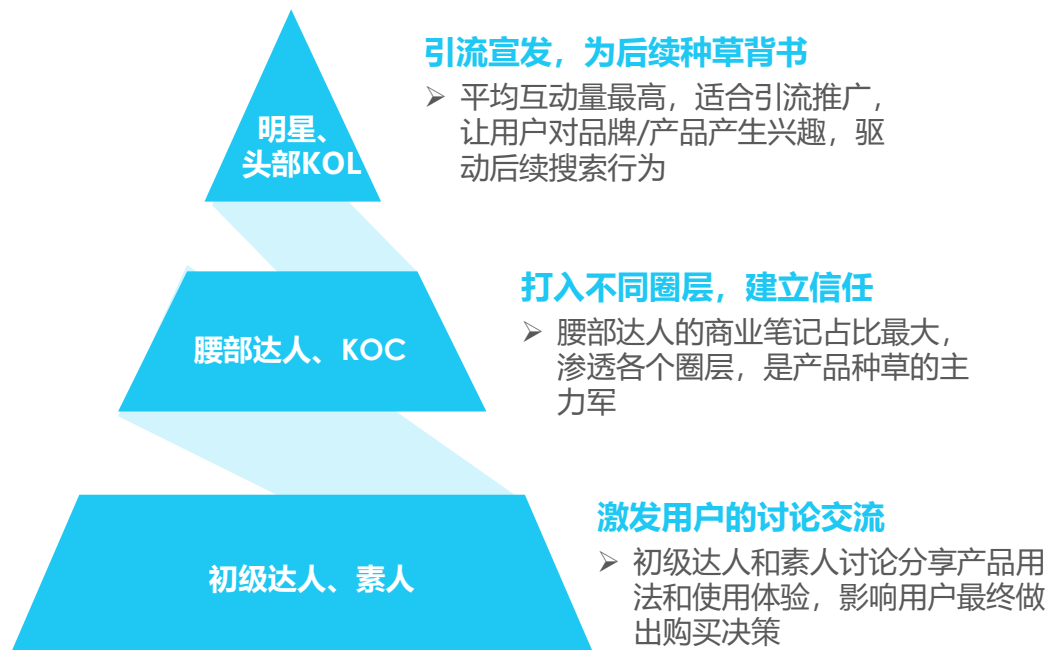 引流宣发，为后续种草背书
➢ 平均互动量最高，适合引流推广，
让用户对品牌/产品产生兴趣，驱
动后续搜索行为
明星、
头部KOL
打入不同圈层，建立信任
➢ 腰部达人的商业笔记占比最大，
渗透各个圈层，是产品种草的主
力军
腰部达人、KOC
激发用户的讨论交流
➢ 初级达人和素人讨论分享产品用
法和使用体验，影响用户最终做
出购买决策
初级达人、素人